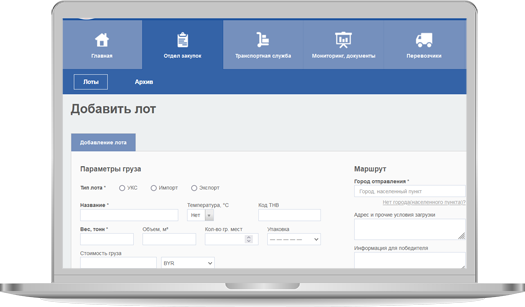 Главная
Отдел закупок
Транспортная служба
Мониторинг, документы
Перевозчики
Лоты
Архив
Добавить лот
Добавление лота
Параметры груза
Тип лота *
УКС
Импорт
Экспорт
Название *
Температура, °С
Нет
Код ТНВ
Вес, тонн *
Объем, м³
Кол-во гр. мест
Упаковка
— — — — —
Стоимость груза
BYR
Маршрут
Город отправления *
Город, населенный пункт
Нет города(населенного пункта)?
Адрес и прочие условия загрузки
Информация для победителя